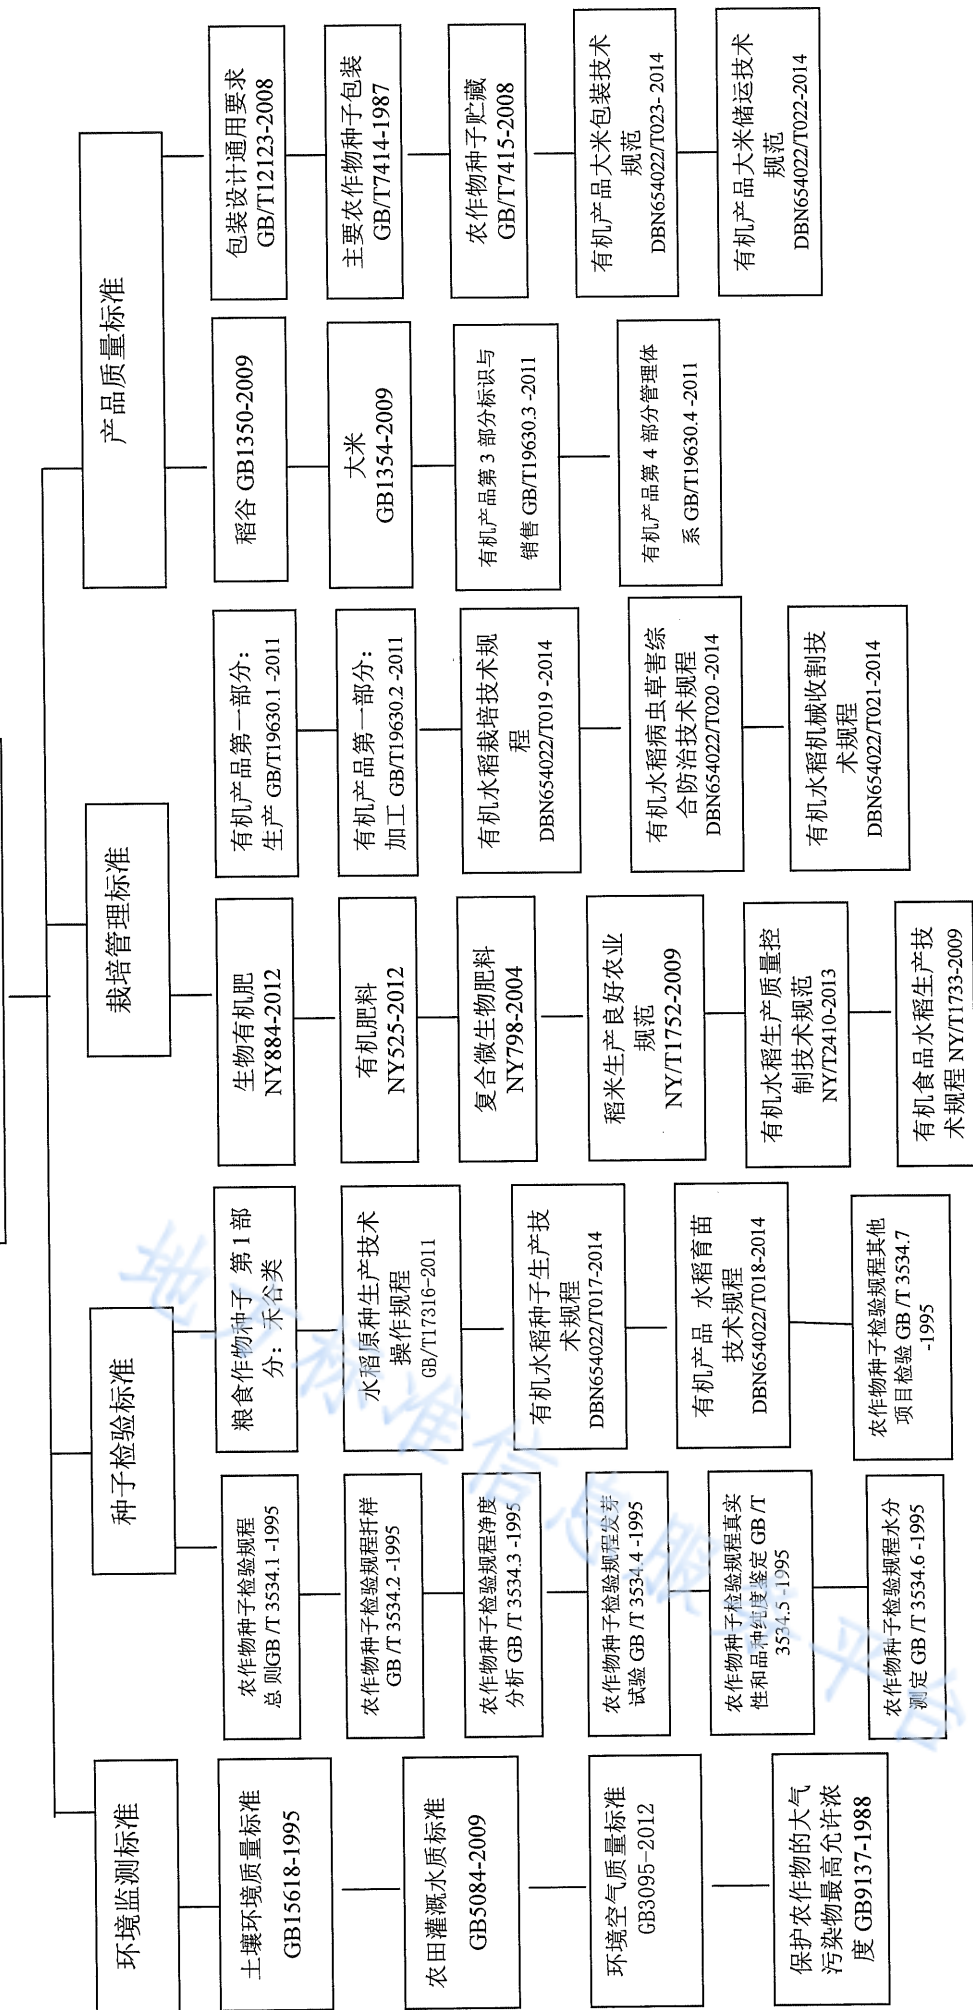 环境监测标准
土壤环境质量标准
GB15618-1995
农田灌溉水质标准
GB5084-2009
环境空气质量标准
GB3095-2012
保护农作物的大气
污染物最高允许浓
度 GB9137-1988
种子检验标准
农作物种子检验规程
总 则GB /T 3534.1 -1995
农作物种子检验规程扦样
GB /T 3534.2 -1995
农作物种子检验规程净度
分析 GB /T 3534.3 -1995
农作物种子检验规程发芽
试验 GB /T 3534.4 -1995
农作物种子检验规程真实
性和品种纯度鉴定 GB /T
3534.5 -1995
农作物种子检验规程水分
测定 GB /T 3534.6 -1995
粮食作物种子 第 1 部
分：禾谷类
水稻原种生产技术
操作规程
GB/T17316-2011
有机水稻种子生产技
术规程
DBN654022/T017-2014
有机产品 水稻育苗
技术规程
DBN654022/T018-2014
农作物种子检验规程其他
项目检验 GB /T 3534.7
-1995
栽培管理标准
生物有机肥
NY884-2012
有机肥料
NY525-2012
复合微生物肥料
NY798-2004
稻米生产良好农业
规范
NY/T1752-2009
有机水稻生产质量控
制技术规范
NY/T2410-2013
有机食品水稻生产技
术规程 NY/T1733-2009
有机产品第一部分：
生产 GB/T19630.1 -2011
有机产品第一部分：
加工 GB/T19630.2 -2011
有机水稻栽培技术规
程
DBN654022/T019 -2014
有机水稻病虫草害综
合防治技术规程
DBN654022/T020 -2014
有机水稻机械收割技
术规程
DBN654022/T021-2014
产品质量标准
稻谷 GB1350-2009
大米
GB1354-2009
有机产品第 3 部分标识与
销售 GB/T19630.3 -2011
有机产品第 4 部分管理体
系 GB/T19630.4 -2011
包装设计通用要求
GB/T12123-2008
主要农作物种子包装
GB/T7414-1987
农作物种子贮藏
GB/T7415-2008
有机产品大米包装技术
规范
DBN654022/T023- 2014
有机产品大米储运技术
规范
DBN654022/T022-2014
地方标准信息服务平台